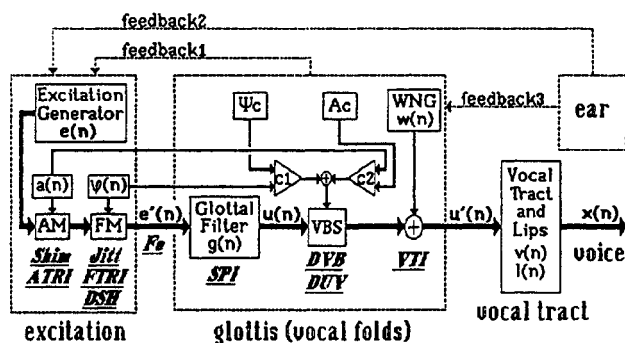 feedback2
feedback1
Excitation
Generator
e(n)
Ψc
Ac
WNG
w(n)
feedback3
ear
a(n)
φ(n)
c1
+
c2
Vocal
Tract
and
Lips
v(n)
l(n)
AM
FM
e'(n)
Fo
Glottal
Filter
g(n)
u(n)
VBS
+
u'(n)
x(n)
voice
Shim
ATRI
Jitt
FTRI
DSH
SPI
DVB
DUV
VTI
excitation
glottis (vocal folds)
vocal tract